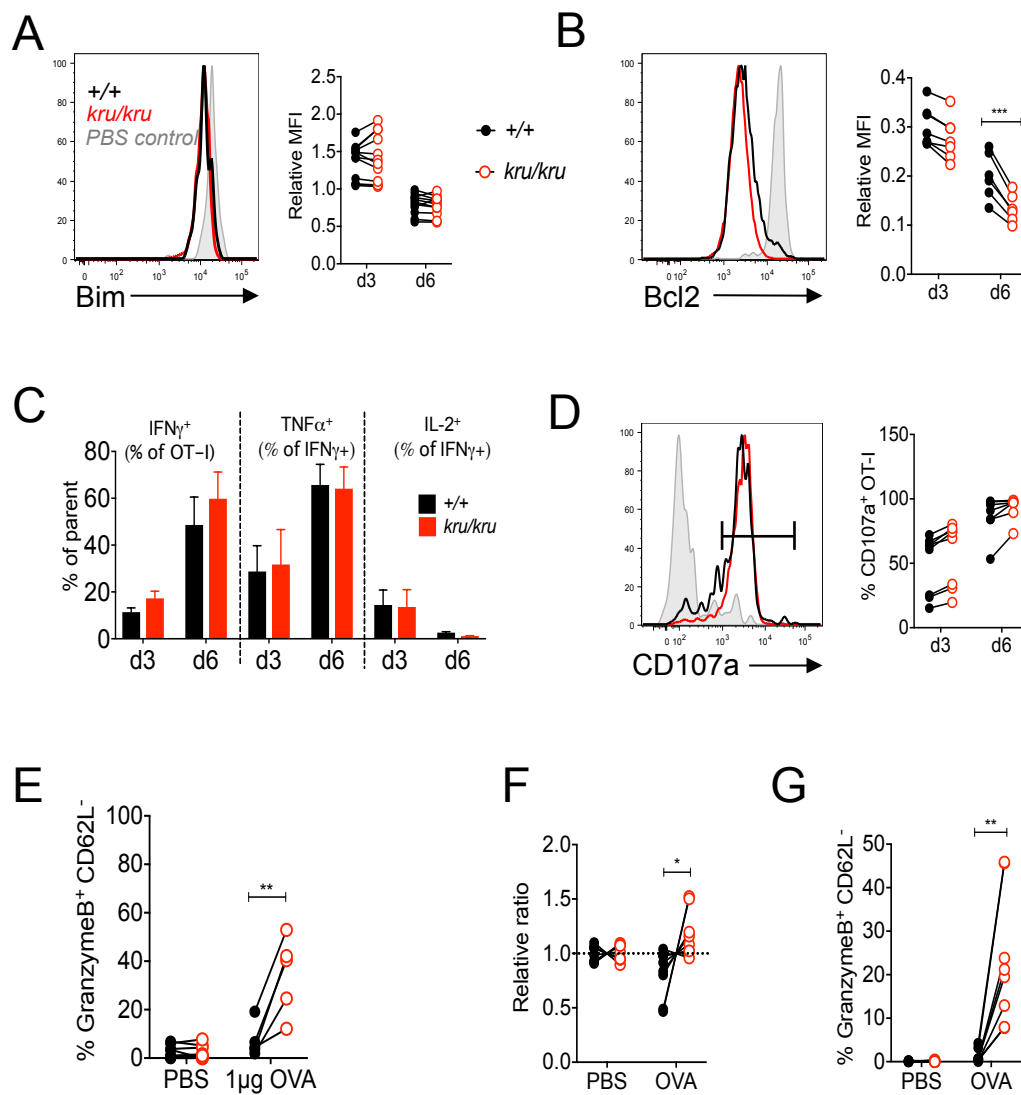 A
+/+
kru/kru
PBS control
100
80
60
40
20
0
0 10² 10³ 10⁴ 10⁵
Bim
Relative MFI
2.5
2.0
1.5
1.0
0.5
0.0
d3 d6
+/+
kru/kru
B
100
80
60
40
20
0
0 10² 10³ 10⁴ 10⁵
Bcl2
Relative MFI
0.4
0.3
0.2
0.1
0.0
***
d3 d6
C
IFNγ⁺
(% of OT–I)
TNFα⁺
(% of IFNγ+)
IL-2⁺
(% of IFNγ+)
% of parent
80
60
40
20
0
+/+
kru/kru
d3 d6 d3 d6 d3 d6
D
100
80
60
40
20
0
0 10² 10³ 10⁴ 10⁵
CD107a
% CD107a⁺ OT-I
150
100
50
0
d3 d6
E
% GranzymeB⁺ CD62L⁻
100
80
60
40
20
0
**
PBS 1μg OVA
F
Relative ratio
2.0
1.5
1.0
0.5
0.0
*
PBS OVA
G
% GranzymeB⁺ CD62L⁻
50
40
30
20
10
0
**
PBS OVA